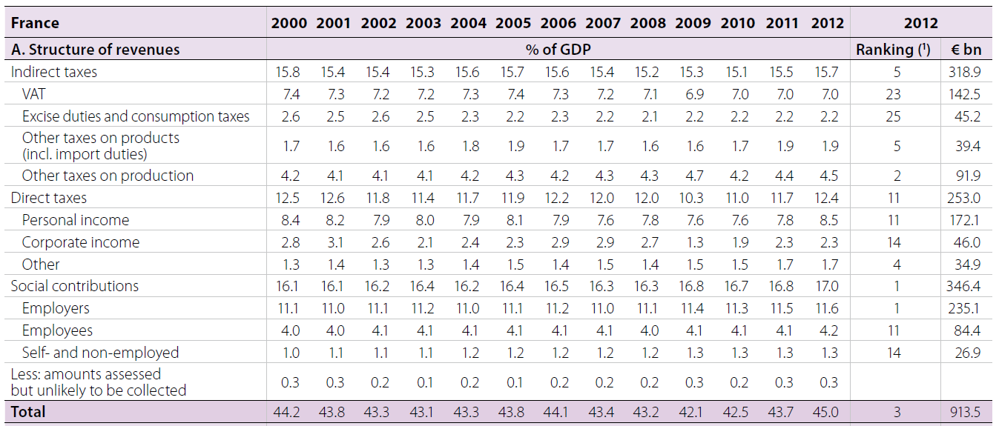 France 2000 2001 2002 2003 2004 2005 2006 2007 2008 2009 2010 2011 2012 2012
A. Structure of revenues % of GDP Ranking (¹) € bn
Indirect taxes 15.8 15.4 15.4 15.3 15.6 15.7 15.6 15.4 15.2 15.3 15.1 15.5 15.7 5 318.9
VAT 7.4 7.3 7.2 7.2 7.3 7.4 7.3 7.2 7.1 6.9 7.0 7.0 7.0 23 142.5
Excise duties and consumption taxes 2.6 2.5 2.6 2.5 2.3 2.2 2.3 2.2 2.1 2.2 2.2 2.2 2.2 25 45.2
Other taxes on products
(incl. import duties) 1.7 1.6 1.6 1.6 1.8 1.9 1.7 1.7 1.6 1.6 1.7 1.9 1.9 5 39.4
Other taxes on production 4.2 4.1 4.1 4.1 4.2 4.3 4.2 4.3 4.3 4.7 4.2 4.4 4.5 2 91.9
Direct taxes 12.5 12.6 11.8 11.4 11.7 11.9 12.2 12.0 12.0 10.3 11.0 11.7 12.4 11 253.0
Personal income 8.4 8.2 7.9 8.0 7.9 8.1 7.9 7.6 7.8 7.6 7.6 7.8 8.5 11 172.1
Corporate income 2.8 3.1 2.6 2.1 2.4 2.3 2.9 2.9 2.7 1.3 1.9 2.3 2.3 14 46.0
Other 1.3 1.4 1.3 1.3 1.4 1.5 1.4 1.5 1.4 1.5 1.5 1.7 1.7 4 34.9
Social contributions 16.1 16.1 16.2 16.4 16.2 16.4 16.5 16.3 16.3 16.8 16.7 16.8 17.0 1 346.4
Employers 11.1 11.0 11.1 11.2 11.0 11.1 11.2 11.0 11.1 11.4 11.3 11.5 11.6 1 235.1
Employees 4.0 4.0 4.1 4.1 4.1 4.1 4.1 4.1 4.0 4.1 4.1 4.1 4.2 11 84.4
Self- and non-employed 1.0 1.1 1.1 1.1 1.2 1.2 1.2 1.2 1.2 1.3 1.3 1.3 1.3 14 26.9
Less: amounts assessed
but unlikely to be collected 0.3 0.3 0.2 0.1 0.2 0.1 0.2 0.2 0.2 0.3 0.2 0.3 0.3
Total 44.2 43.8 43.3 43.1 43.3 43.8 44.1 43.4 43.2 42.1 42.5 43.7 45.0 3 913.5